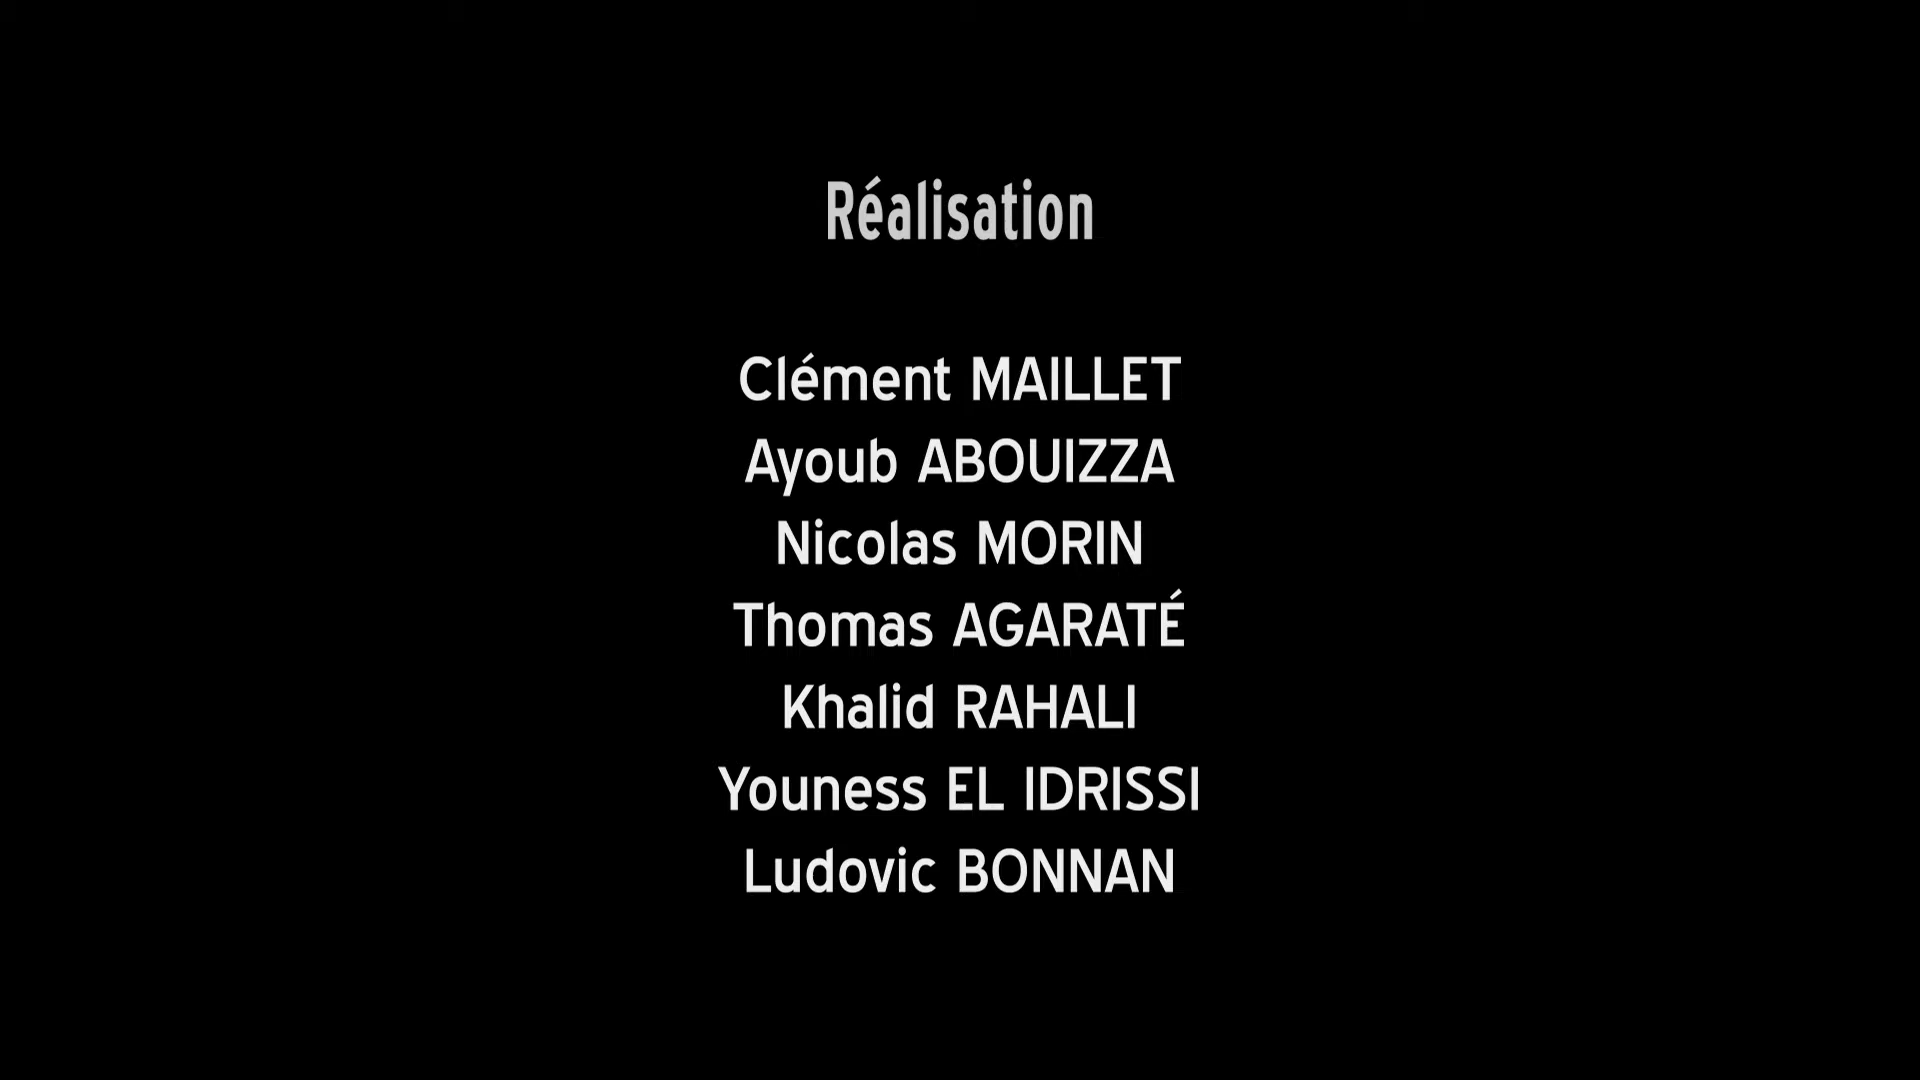 Réalisation
Clément MAILLET
Ayoub ABOUIZZA
Nicolas MORIN
Thomas AGARATÉ
Khalid RAHALI
Youness EL IDRISSI
Ludovic BONNAN